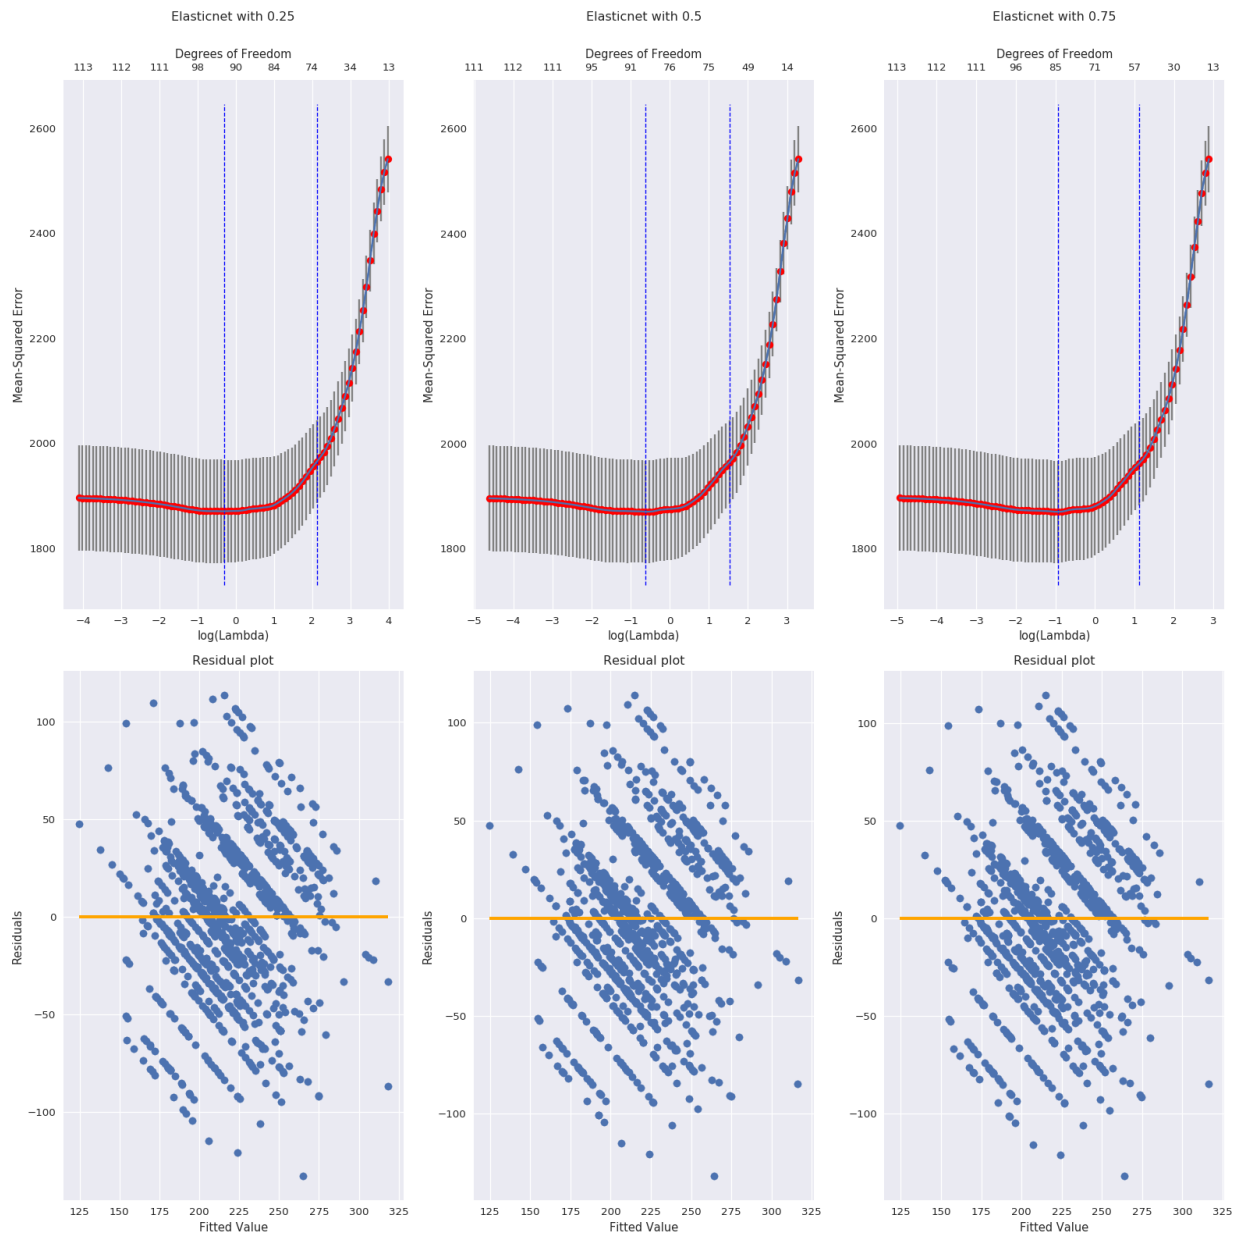 Elasticnet with 0.25
Elasticnet with 0.5
Elasticnet with 0.75
Degrees of Freedom
Degrees of Freedom
Degrees of Freedom
113 112 111 98 90 84 74 34 13
111 112 111 95 91 76 75 49 14
113 112 111 96 85 71 57 30 13
Mean-Squared Error
2600
2400
2200
2000
1800
Mean-Squared Error
2600
2400
2200
2000
1800
Mean-Squared Error
2600
2400
2200
2000
1800
−4 −3 −2 −1 0 1 2 3 4
−5 −4 −3 −2 −1 0 1 2 3
−5 −4 −3 −2 −1 0 1 2 3
log(Lambda)
log(Lambda)
log(Lambda)
Residual plot
Residual plot
Residual plot
Residuals
100
50
0
−50
−100
Residuals
100
50
0
−50
−100
Residuals
100
50
0
−50
−100
125 150 175 200 225 250 275 300 325
125 150 175 200 225 250 275 300 325
125 150 175 200 225 250 275 300 325
Fitted Value
Fitted Value
Fitted Value